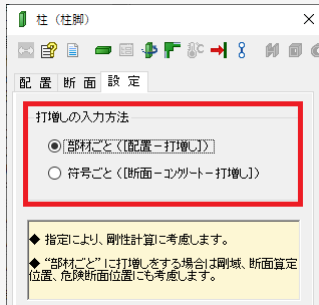 柱（柱脚）
配 置 断 面 設 定
打増しの入力方法
部材ごと（[配置－打増し]）
符号ごと（[断面－ｺﾝｸﾘｰﾄ－打増し]）
◆ 指定により、剛性計算に考慮します。
◆ “部材ごと”に打増しをする場合は剛域、断面算定
位置、危険断面位置にも考慮します。